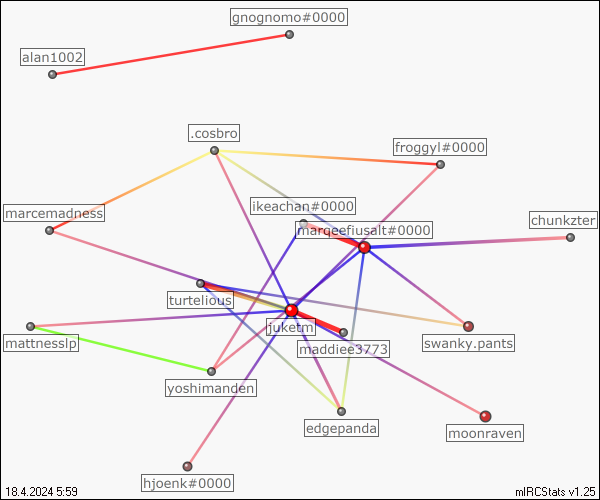 gnognomo#0000
alan1002
.cosbro
froggyl#0000
ikeachan#0000
marcemadness
chunkzter
margefiusalt#0000
turtelious
juketm
mattnesslp
maddiee3773
swanky.pants
yoshimanden
edgepanda
moonraven
hjoenk#0000
18.4.2024 5:59
mIRCStats v1.25